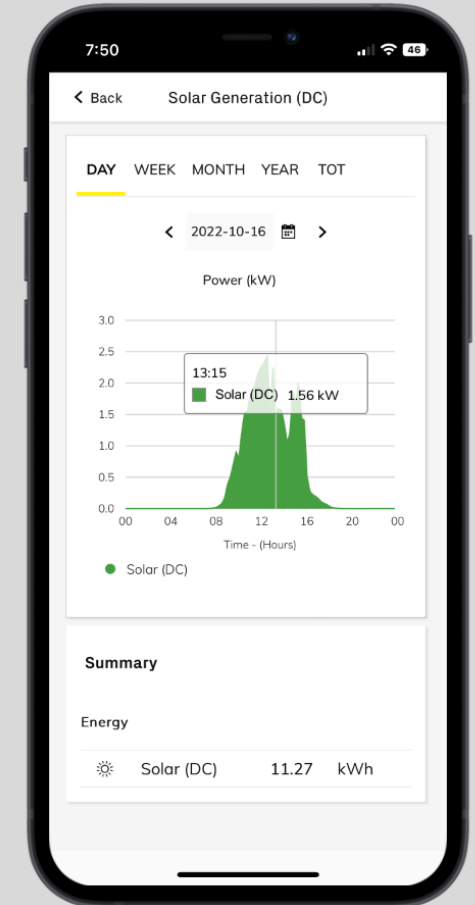 7:50 46
Back Solar Generation (DC)
DAY WEEK MONTH YEAR TOT
2022-10-16
Power (kW)
3.0
2.5
13:15
Solar (DC) 1.56 kW
2.0
1.5
1.0
0.5
0.0
00 04 08 12 16 20 00
Time - (Hours)
Solar (DC)
Summary
Energy
Solar (DC) 11.27 kWh